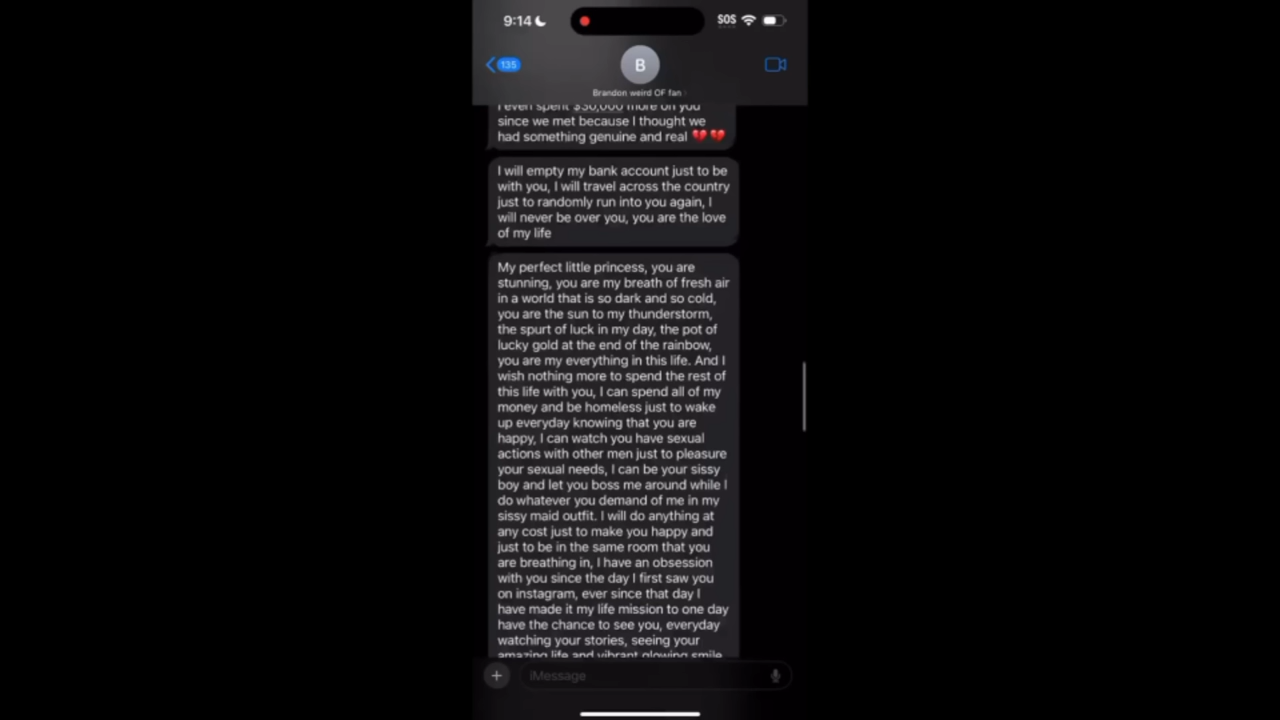 9:14
SOS
135
B
Brandon weird OF fan
I even spent $30,000 more on you
since we met because I thought we
had something genuine and real 💔💔
I will empty my bank account just to be
with you, I will travel across the country
just to randomly run into you again, I
will never be over you, you are the love
of my life
My perfect little princess, you are
stunning, you are my breath of fresh air
in a world that is so dark and so cold,
you are the sun to my thunderstorm,
the spurt of luck in my day, the pot of
lucky gold at the end of the rainbow,
you are my everything in this life. And I
wish nothing more to spend the rest of
this life with you, I can spend all of my
money and be homeless just to wake
up everyday knowing that you are
happy, I can watch you have sexual
actions with other men just to pleasure
your sexual needs, I can be your sissy
boy and let you boss me around while I
do whatever you demand of me in my
sissy maid outfit. I will do anything at
any cost just to make you happy and
just to be in the same room that you
are breathing in, I have an obsession
with you since the day I first saw you
on instagram, ever since that day I
have made it my life mission to one day
have the chance to see you, everyday
watching your stories, seeing your
amazing life and vibrant glowing smile
iMessage